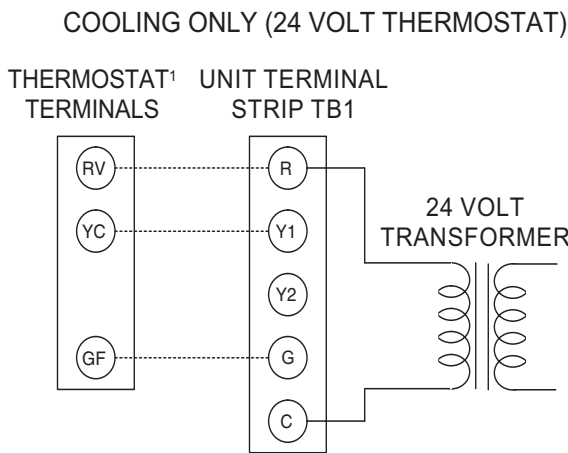 COOLING ONLY (24 VOLT THERMOSTAT)
THERMOSTAT¹
TERMINALS
UNIT TERMINAL
STRIP TB1
RV
R
YC
Y1
24 VOLT
TRANSFORMER
Y2
GF
G
C